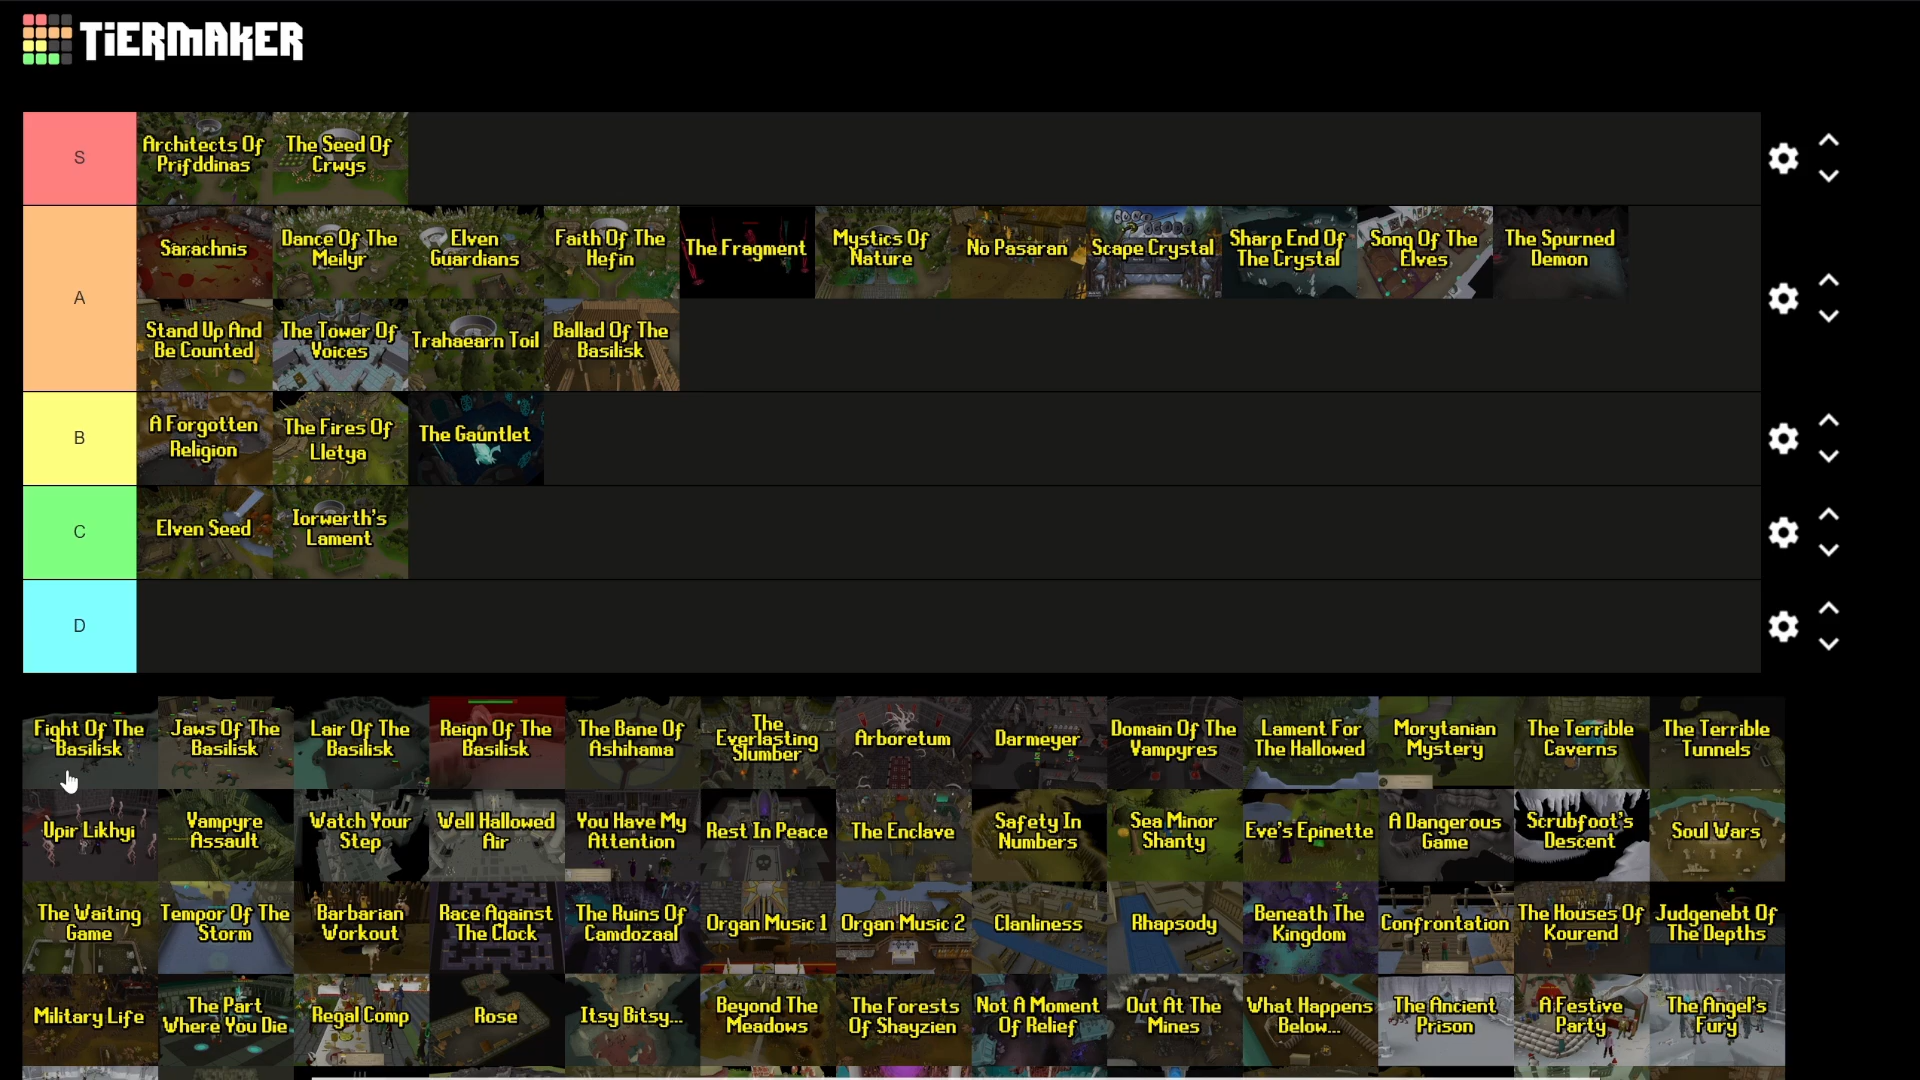 TIERMAKER
S
Architects Of
Prifddinas
The Seed Of
Crwys
A
Sarachnis
Dance Of The
Meilyr
Elven
Guardians
Faith Of The
Hefin
The Fragment
Mystics Of
Nature
No Pasaran
Scape Crystal
Sharp End Of
The Crystal
Song Of The
Elves
The Spurned
Demon
Stand Up And
Be Counted
The Tower Of
Voices
Trahaearn Toil
Ballad Of The
Basilisk
B
A Forgotten
Religion
The Fires Of
Lletya
The Gauntlet
C
Elven Seed
Iorwerth's
Lament
D
Fight Of The
Basilisk
Jaws Of The
Basilisk
Lair Of The
Basilisk
Reign Of The
Basilisk
The Bane Of
Ashihama
The
Everlasting
Slumber
Arboretum
Darmeyer
Domain Of The
Vampyres
Lament For
The Hallowed
Morytanian
Mystery
The Terrible
Caverns
The Terrible
Tunnels
Upir Likhyi
Vampyre
Assault
Watch Your
Step
Well Hallowed
Air
You Have My
Attention
Rest In Peace
The Enclave
Safety In
Numbers
Sea Minor
Shanty
Eve's Epinette
A Dangerous
Game
Scrubfoot's
Descent
Soul Wars
The Waiting
Game
Tempor Of The
Storm
Barbarian
Workout
Race Against
The Clock
The Ruins Of
Camdozaal
Organ Music 1
Organ Music 2
Clanliness
Rhapsody
Beneath The
Kingdom
Confrontation
The Houses Of
Kourend
Judgenebt Of
The Depths
Military Life
The Part
Where You Die
Regal Comp
Rose
Itsy Bitsy...
Beyond The
Meadows
The Forests
Of Shayzien
Not A Moment
Of Relief
Out At The
Mines
What Happens
Below...
The Ancient
Prison
A Festive
Party
The Angel's
Fury